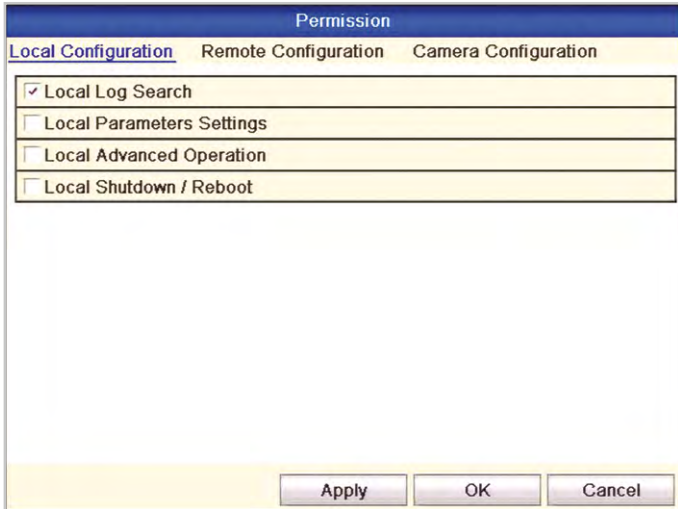 Permission
Local Configuration Remote Configuration Camera Configuration
Local Log Search
Local Parameters Settings
Local Advanced Operation
Local Shutdown / Reboot
Apply OK Cancel